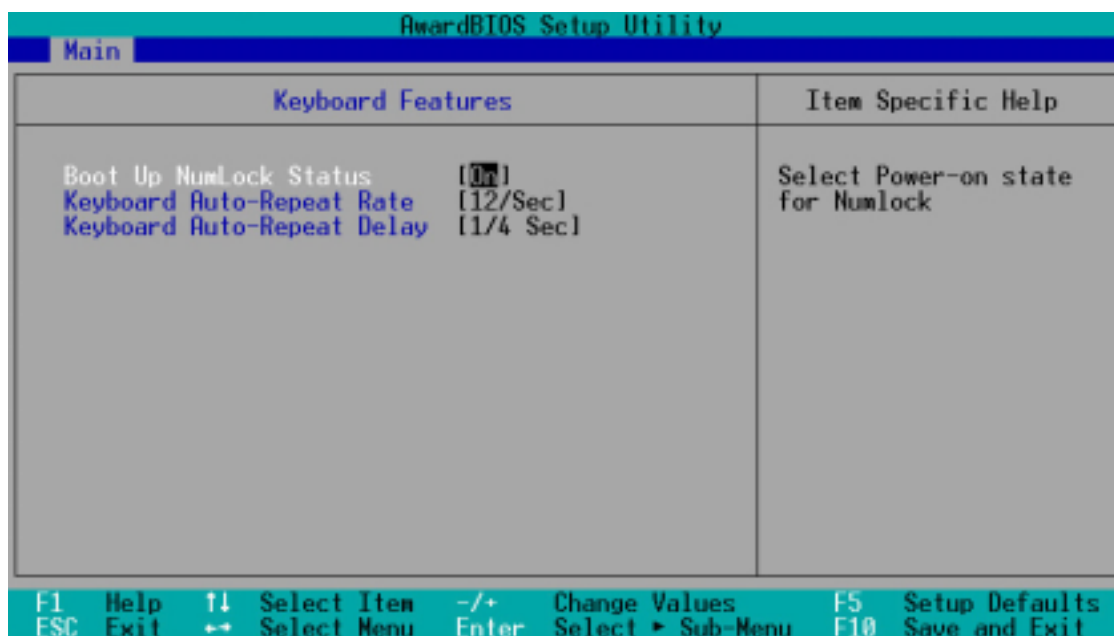 AwardBIOS Setup Utility
Main
Keyboard Features
Item Specific Help
Boot Up NumLock Status [On]
Keyboard Auto-Repeat Rate [12/Sec]
Keyboard Auto-Repeat Delay [1/4 Sec]
Select Power-on state
for Numlock
F1 Help ↑↓ Select Item -/+ Change Values F5 Setup Defaults
ESC Exit ←→ Select Menu Enter Select ► Sub-Menu F10 Save and Exit